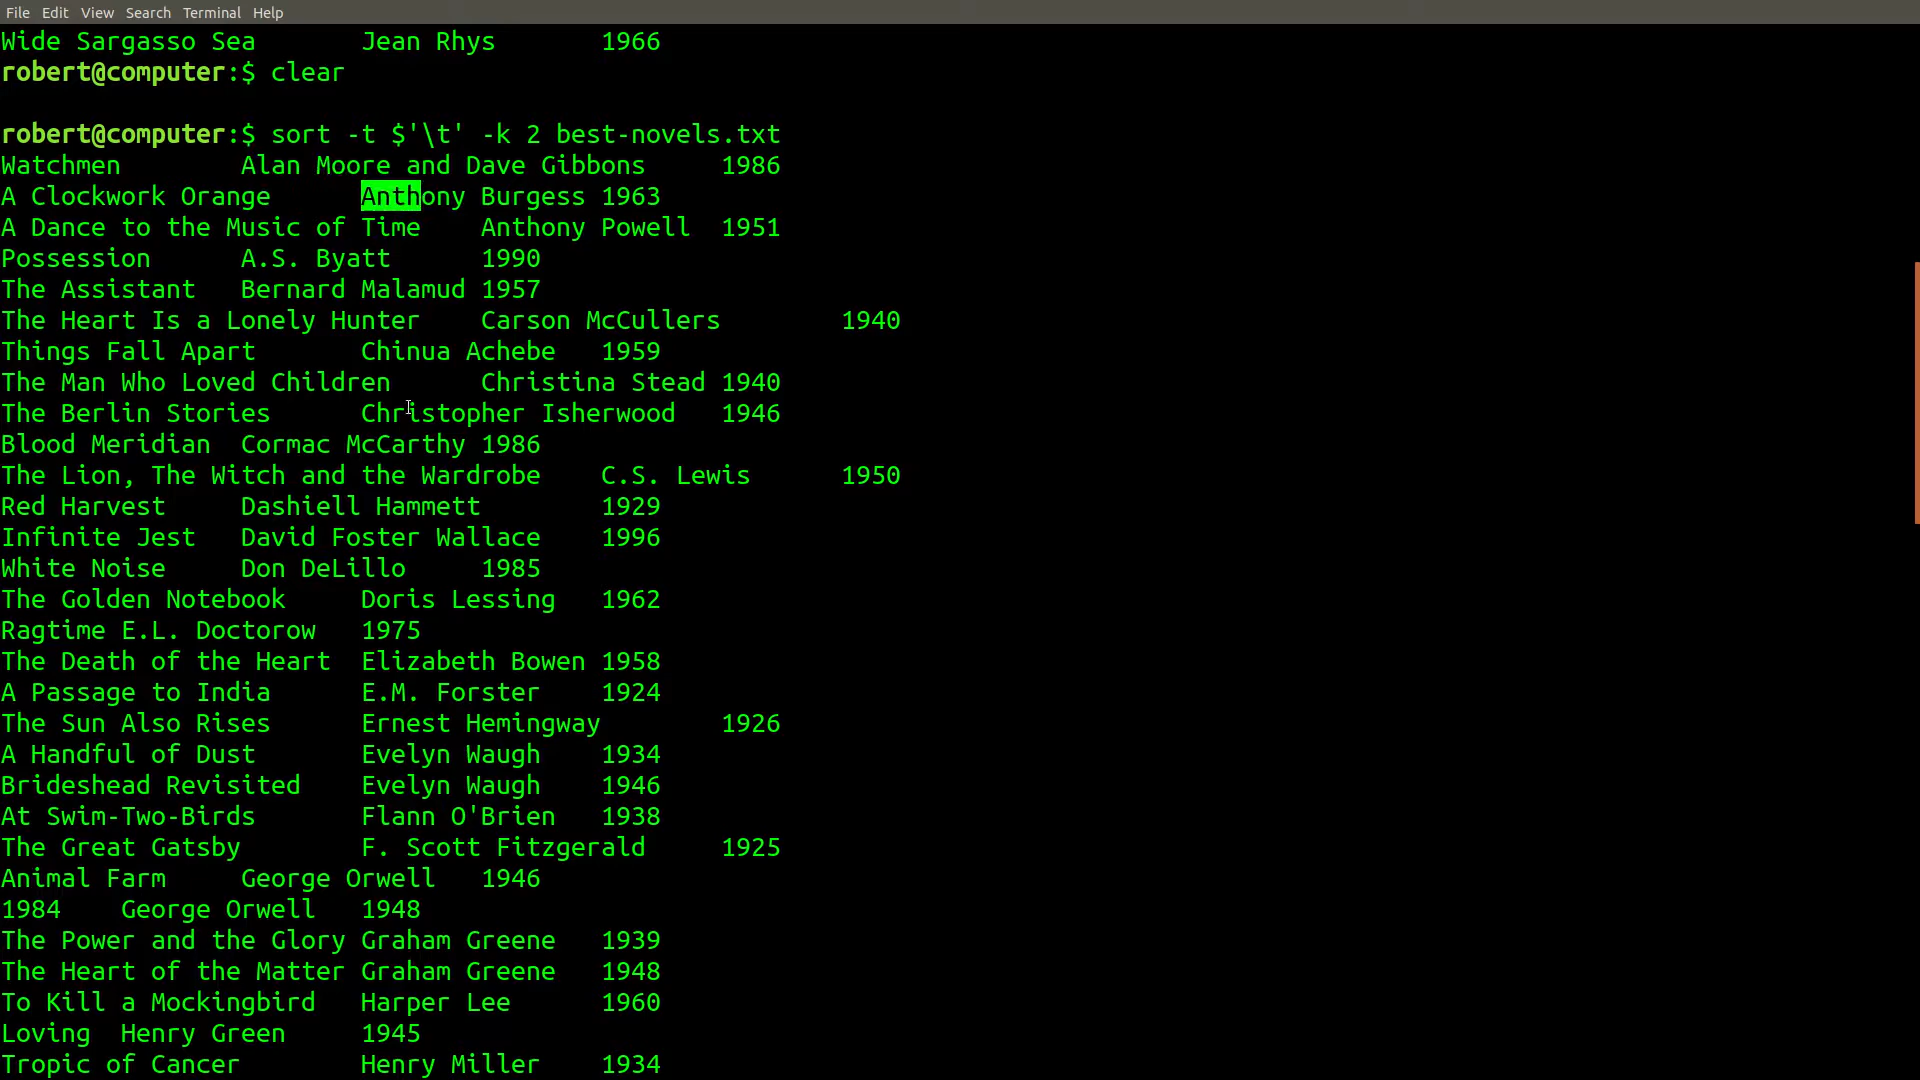 File Edit View Search Terminal Help
Wide Sargasso Sea Jean Rhys 1966
robert@computer:$ clear
robert@computer:$ sort -t $'\t' -k 2 best-novels.txt
Watchmen Alan Moore and Dave Gibbons 1986
A Clockwork Orange Anthony Burgess 1963
A Dance to the Music of Time Anthony Powell 1951
Possession A.S. Byatt 1990
The Assistant Bernard Malamud 1957
The Heart Is a Lonely Hunter Carson McCullers 1940
Things Fall Apart Chinua Achebe 1959
The Man Who Loved Children Christina Stead 1940
The Berlin Stories Christopher Isherwood 1946
Blood Meridian Cormac McCarthy 1986
The Lion, The Witch and the Wardrobe C.S. Lewis 1950
Red Harvest Dashiell Hammett 1929
Infinite Jest David Foster Wallace 1996
White Noise Don DeLillo 1985
The Golden Notebook Doris Lessing 1962
Ragtime E.L. Doctorow 1975
The Death of the Heart Elizabeth Bowen 1958
A Passage to India E.M. Forster 1924
The Sun Also Rises Ernest Hemingway 1926
A Handful of Dust Evelyn Waugh 1934
Brideshead Revisited Evelyn Waugh 1946
At Swim-Two-Birds Flann O'Brien 1938
The Great Gatsby F. Scott Fitzgerald 1925
Animal Farm George Orwell 1946
1984 George Orwell 1948
The Power and the Glory Graham Greene 1939
The Heart of the Matter Graham Greene 1948
To Kill a Mockingbird Harper Lee 1960
Loving Henry Green 1945
Tropic of Cancer Henry Miller 1934